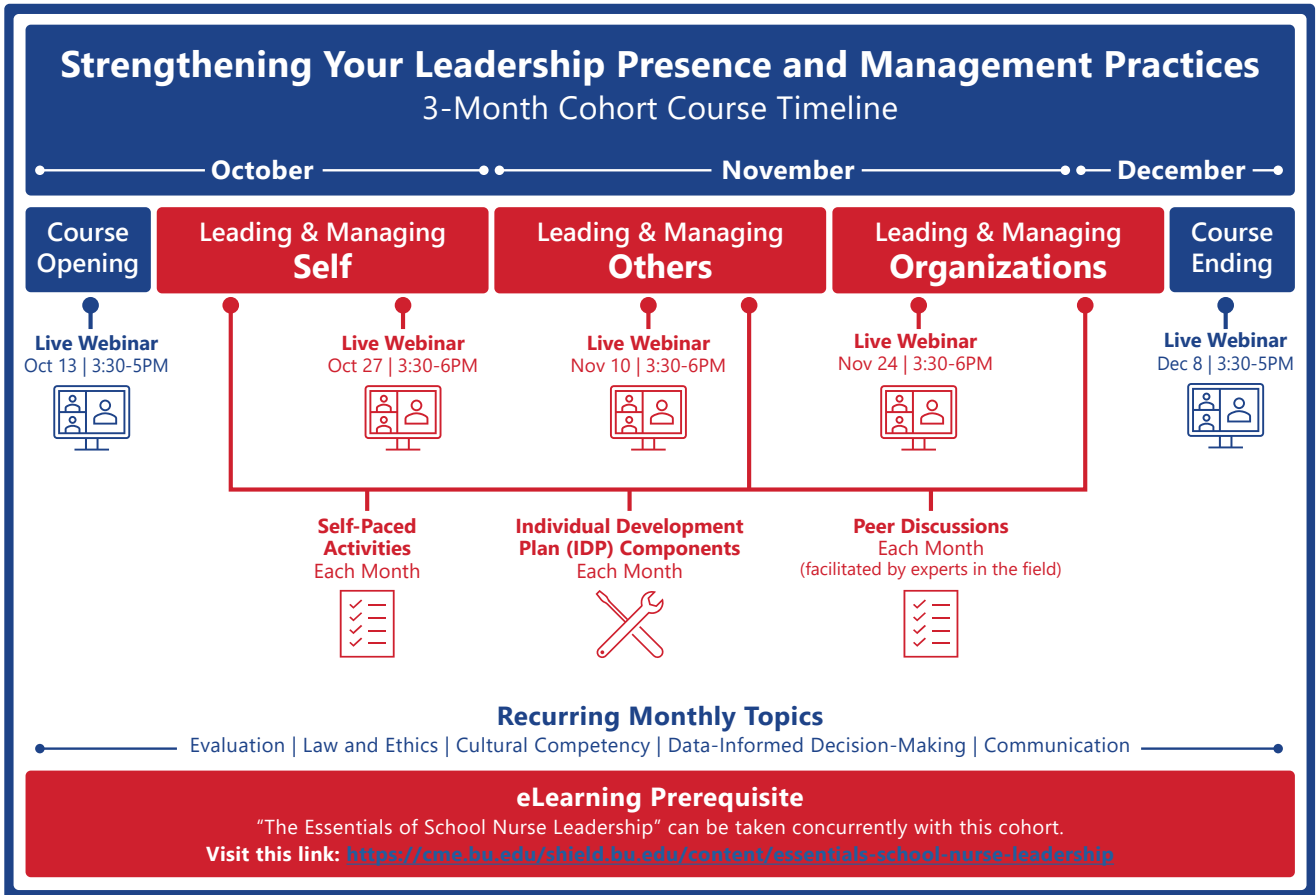 Strengthening Your Leadership Presence and Management Practices
3-Month Cohort Course Timeline
October
November
December
Course
Opening
Leading & Managing
Self
Leading & Managing
Others
Leading & Managing
Organizations
Course
Ending
Live Webinar
Oct 13 | 3:30-5PM
Live Webinar
Oct 27 | 3:30-6PM
Live Webinar
Nov 10 | 3:30-6PM
Live Webinar
Nov 24 | 3:30-6PM
Live Webinar
Dec 8 | 3:30-5PM
Self-Paced
Activities
Each Month
Individual Development
Plan (IDP) Components
Each Month
Peer Discussions
Each Month
(facilitated by experts in the field)
Recurring Monthly Topics
Evaluation | Law and Ethics | Cultural Competency | Data-Informed Decision-Making | Communication
eLearning Prerequisite
“The Essentials of School Nurse Leadership” can be taken concurrently with this cohort.
Visit this link: https://cme.bu.edu/shield.bu.edu/content/essentials-school-nurse-leadership